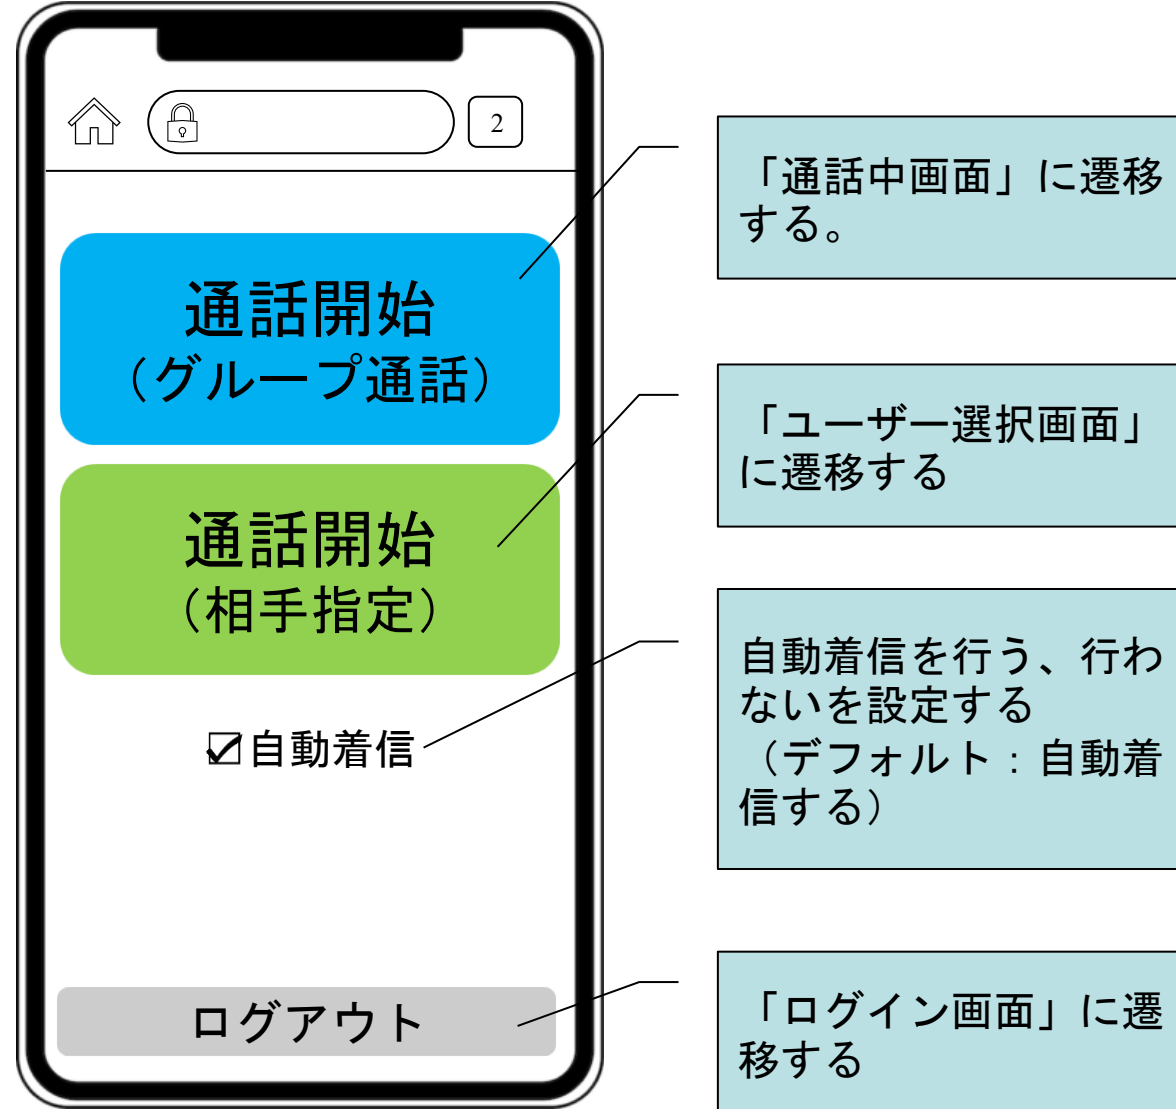 2
通話開始
（グループ通話）
通話開始
（相手指定）
自動着信
ログアウト
「通話中画面」に遷移
する。
「ユーザー選択画面」
に遷移する
自動着信を行う、行わ
ないを設定する
（デフォルト：自動着
信する）
「ログイン画面」に遷
移する